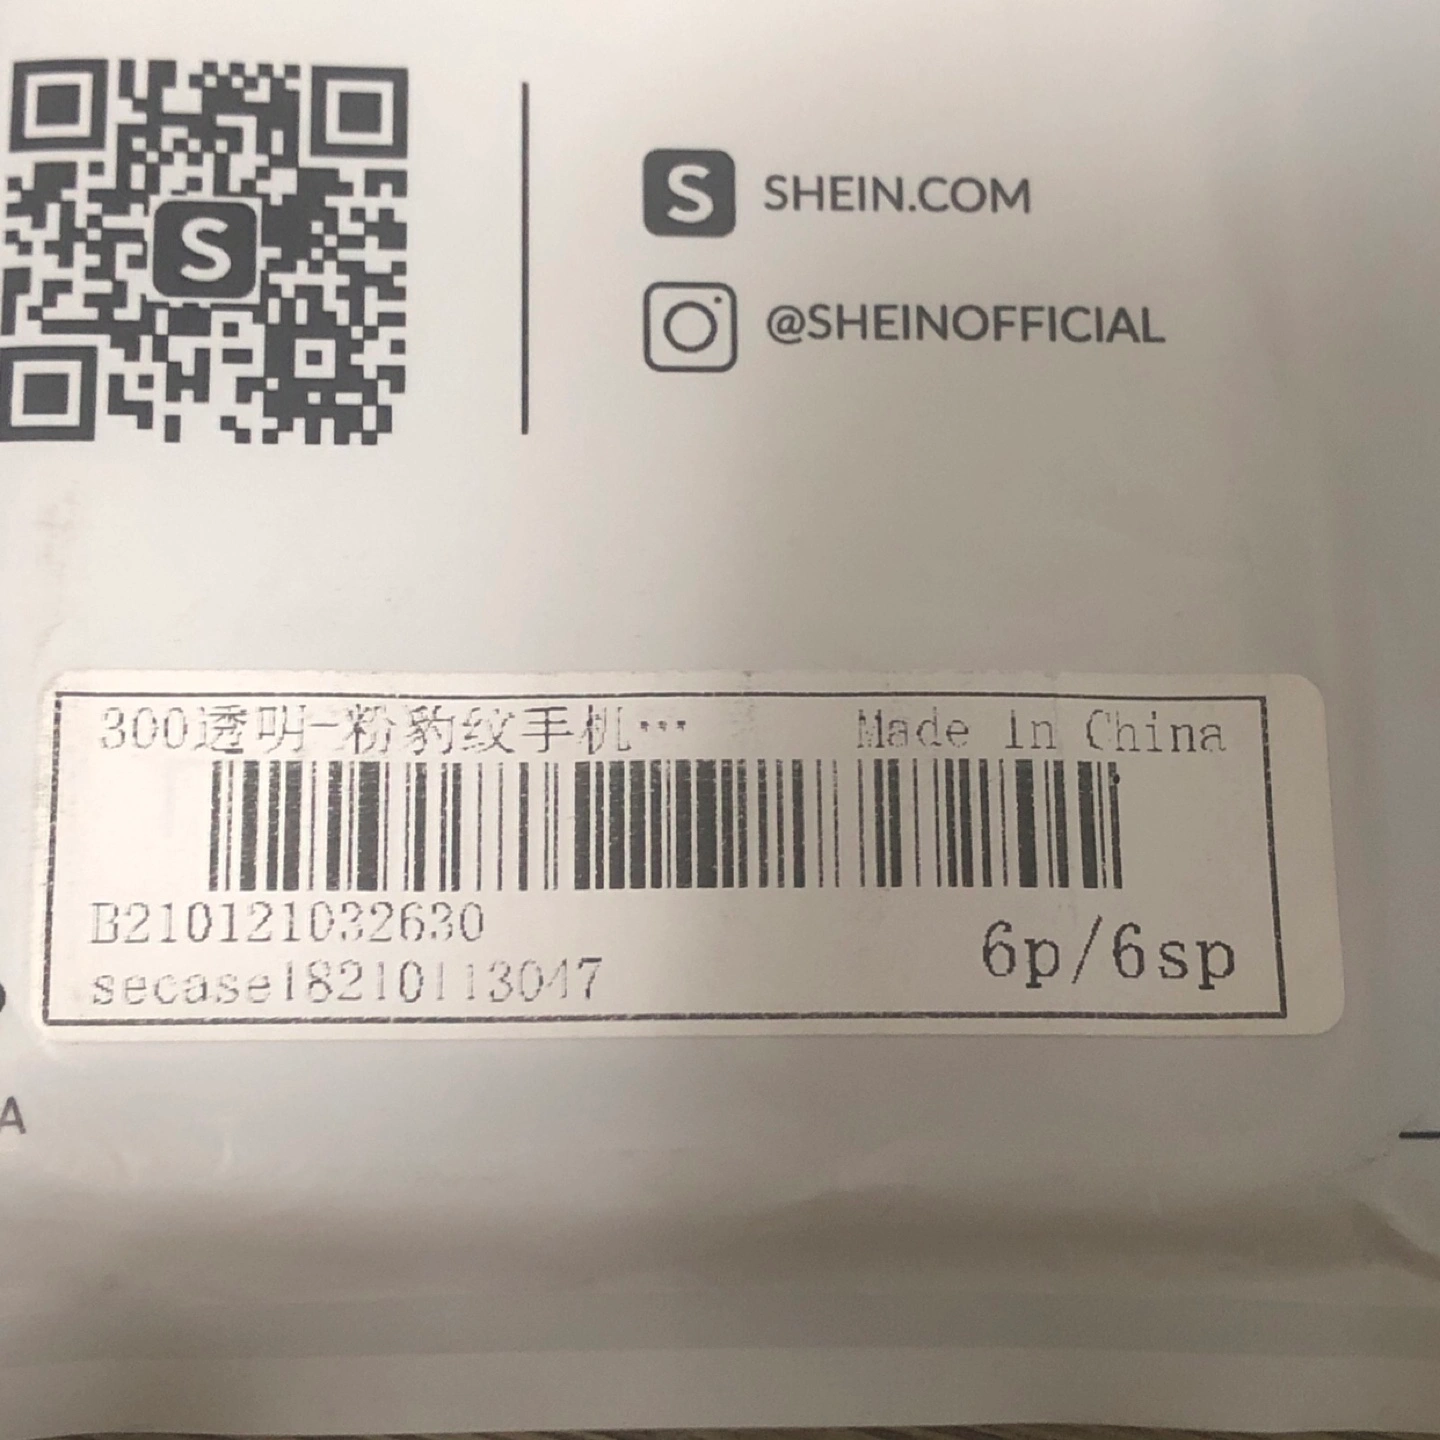 S
S SHEIN.COM
@SHEINOFFICIAL
300透明-粉豹纹手机… Made In China
B210121032630
secase18210113047
6p/6sp
A